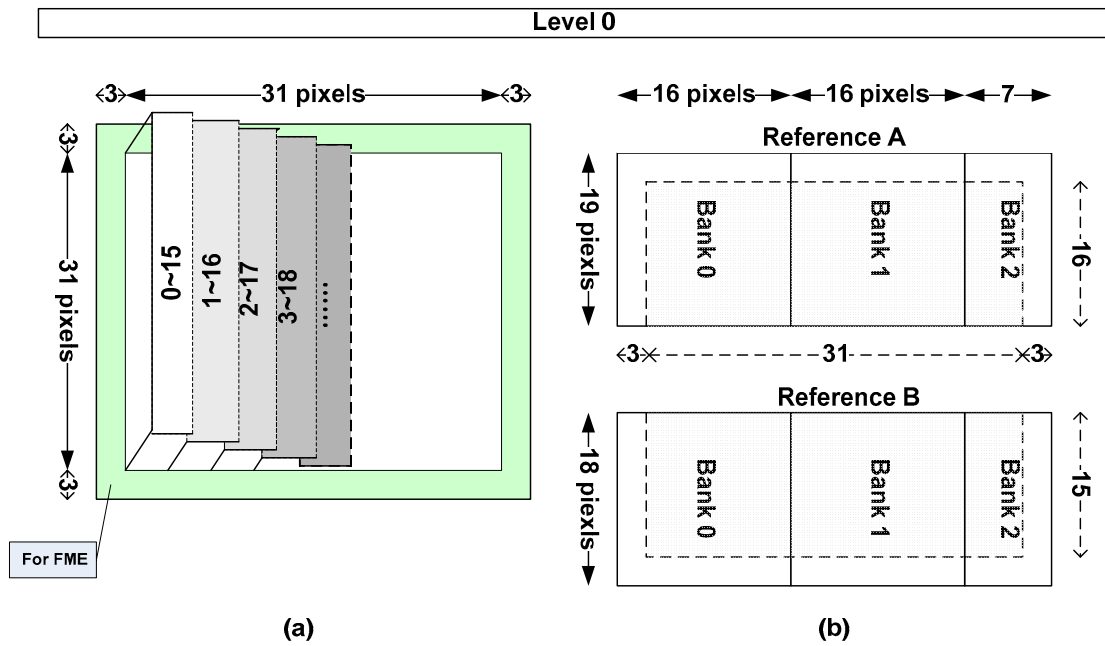 Level 0
3
31 pixels
3
3
31 pixels
3
0~15
1~16
2~17
3~18
......
For FME
(a)
16 pixels
16 pixels
7
Reference A
19 piexls
Bank 0
Bank 1
Bank 2
16
3
31
3
Reference B
18 piexls
Bank 0
Bank 1
Bank 2
15
(b)